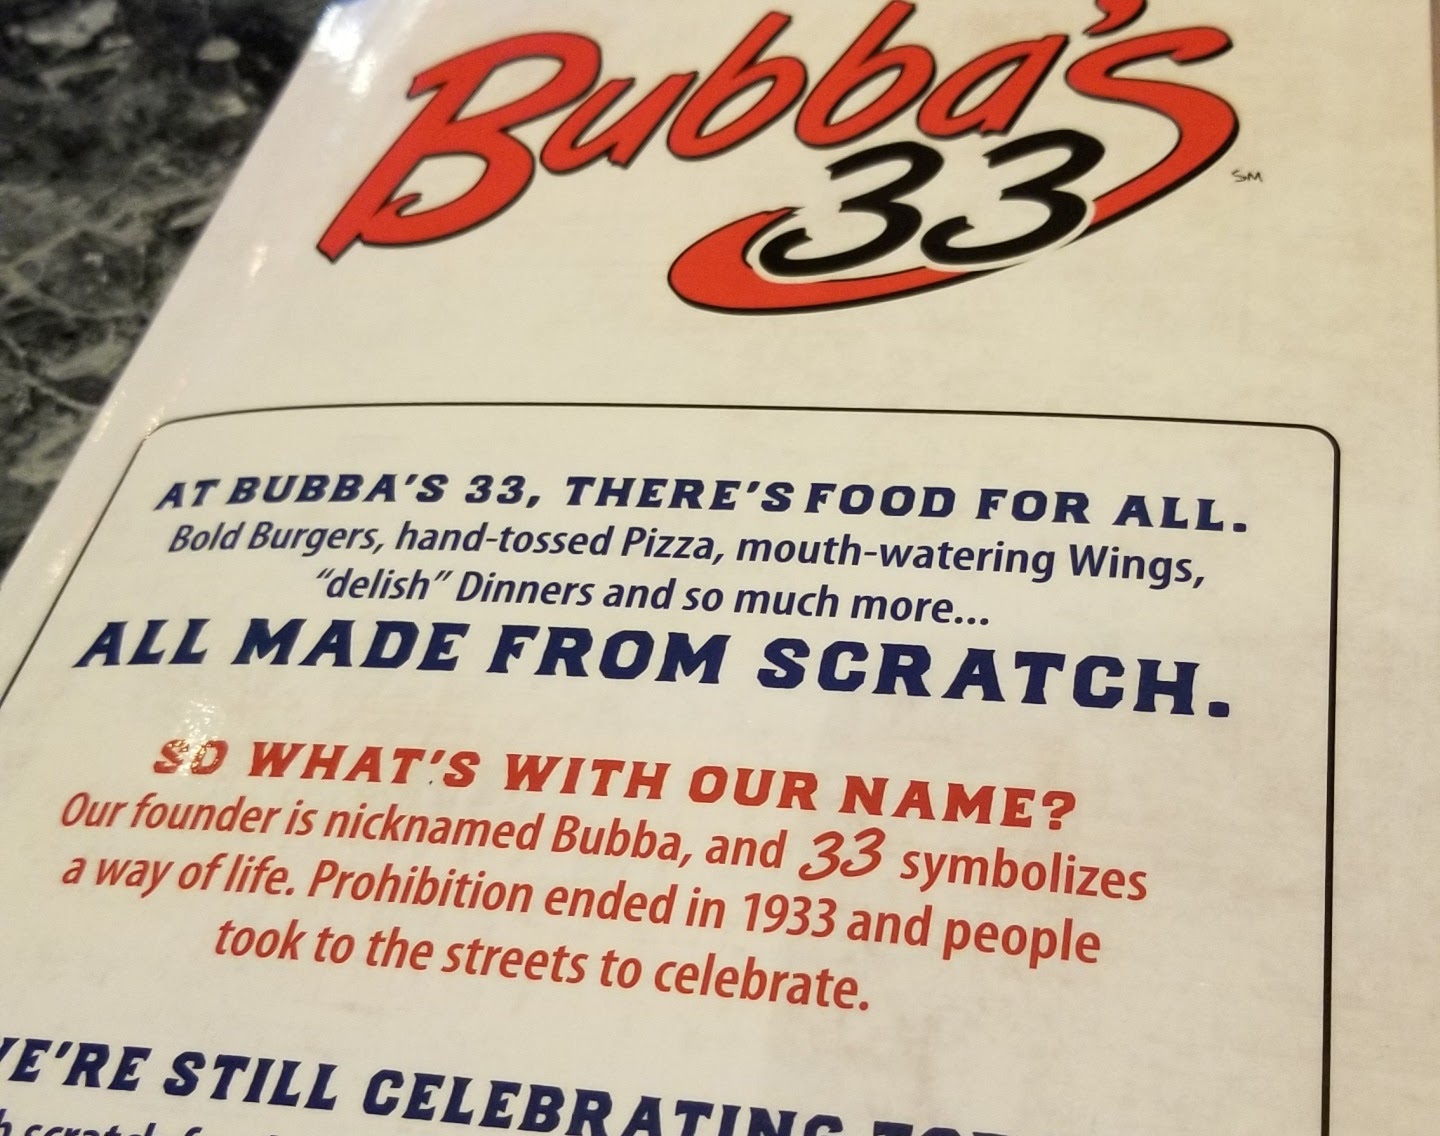 Bubba's
33
SM
AT BUBBA'S 33, THERE'S FOOD FOR ALL.
Bold Burgers, hand-tossed Pizza, mouth-watering Wings,
“delish” Dinners and so much more...
ALL MADE FROM SCRATCH.
SO WHAT'S WITH OUR NAME?
Our founder is nicknamed Bubba, and 33 symbolizes
a way of life. Prohibition ended in 1933 and people
took to the streets to celebrate.
STILL CELEBRATING